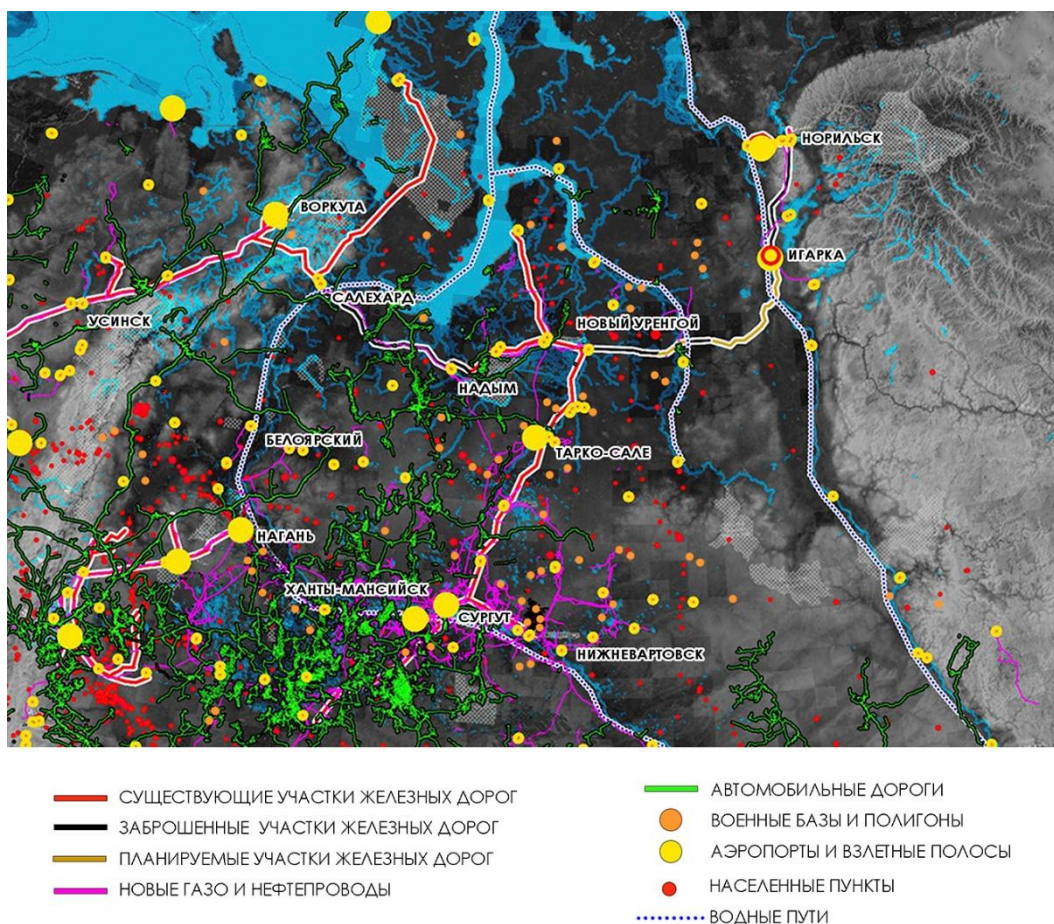 НОРИЛЬСК
ВОРКУТА
ИГАРКА
САЛЕХАРД
УСИНСК
НОВЫЙ УРЕНГОЙ
НАДЫМ
БЕЛОЯРСКИЙ
ТАРКО-САЛЕ
НАГАНЬ
ХАНТЫ-МАНСИЙСК
СУРГУТ
НИЖНЕВАРТОВСК
СУЩЕСТВУЮЩИЕ УЧАСТКИ ЖЕЛЕЗНЫХ ДОРОГ
ЗАБРОШЕННЫЕ УЧАСТКИ ЖЕЛЕЗНЫХ ДОРОГ
ПЛАНИРУЕМЫЕ УЧАСТКИ ЖЕЛЕЗНЫХ ДОРОГ
НОВЫЕ ГАЗО И НЕФТЕПРОВОДЫ
АВТОМОБИЛЬНЫЕ ДОРОГИ
ВОЕННЫЕ БАЗЫ И ПОЛИГОНЫ
АЭРОПОРТЫ И ВЗЛЕТНЫЕ ПОЛОСЫ
НАСЕЛЕННЫЕ ПУНКТЫ
ВОДНЫЕ ПУТИ